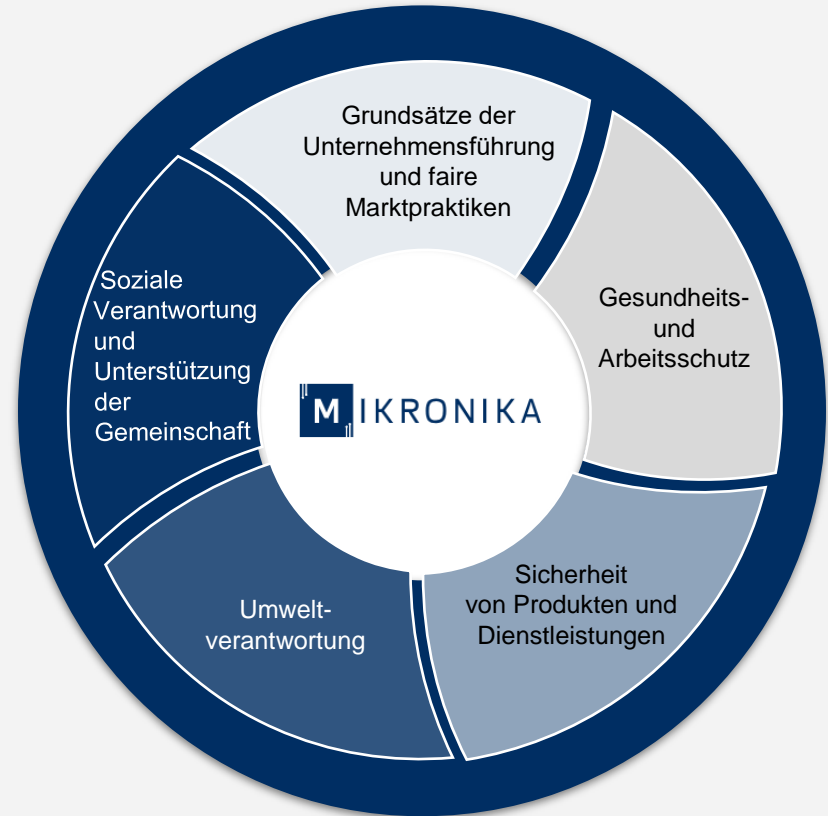 Grundsätze der
Unternehmensführung
und faire
Marktpraktiken
Gesundheits-
und
Arbeitsschutz
Sicherheit
von Produkten und
Dienstleistungen
Umwelt-
verantwortung
Soziale
Verantwortung
und
Unterstützung
der
Gemeinschaft
MIKRONIKA